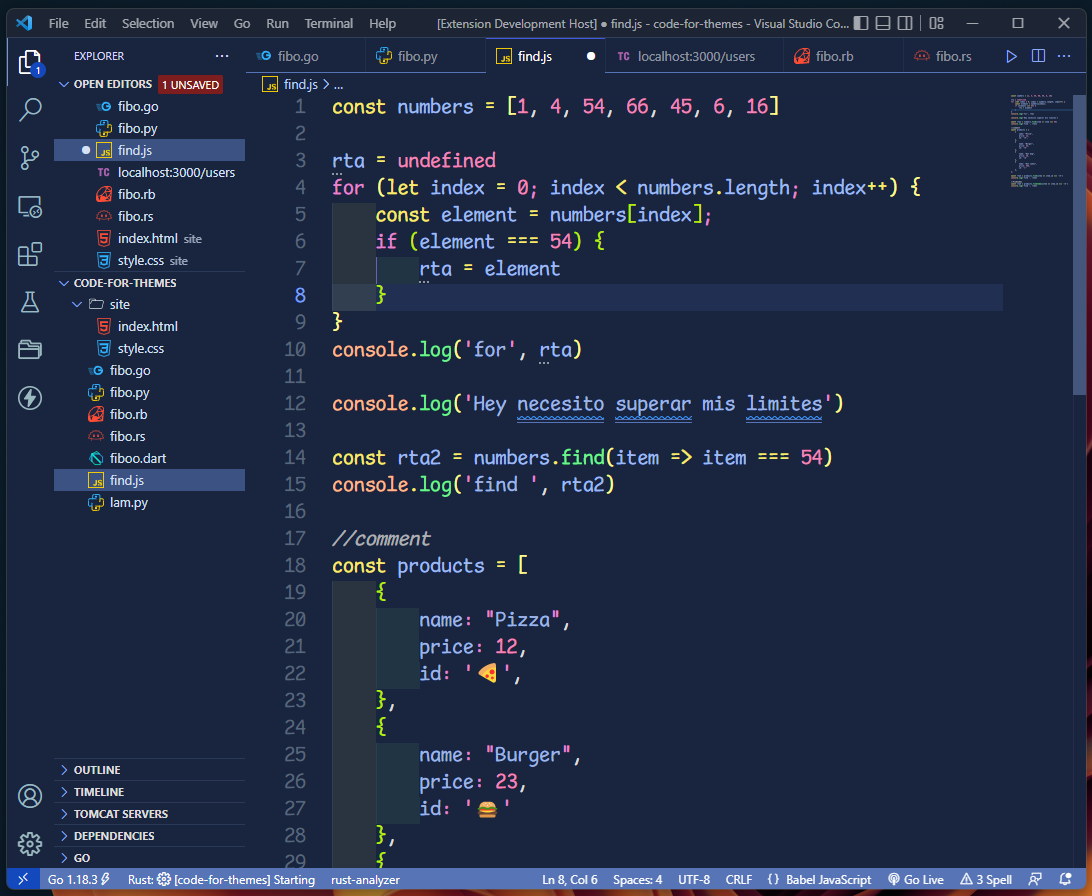 File Edit Selection View Go Run Terminal Help [Extension Development Host] ● find.js - code-for-themes - Visual Studio Co...
EXPLORER ...
1
OPEN EDITORS 1 UNSAVED
fibo.go
fibo.py
JS find.js
TC localhost:3000/users
fibo.rb
fibo.rs
index.html site
style.css site
CODE-FOR-THEMES
site
index.html
style.css
fibo.go
fibo.py
fibo.rb
fibo.rs
fiboo.dart
JS find.js
lam.py
OUTLINE
TIMELINE
TOMCAT SERVERS
DEPENDENCIES
GO
fibo.go fibo.py JS find.js ● TC localhost:3000/users fibo.rb fibo.rs ...
JS find.js > ...
1 const numbers = [1, 4, 54, 66, 45, 6, 16]
2
3 rta = undefined
4 for (let index = 0; index < numbers.length; index++) {
5 const element = numbers[index];
6 if (element === 54) {
7 rta = element
8 }
9 }
10 console.log('for', rta)
11
12 console.log('Hey necesito superar mis limites')
13
14 const rta2 = numbers.find(item => item === 54)
15 console.log('find ', rta2)
16
17 //comment
18 const products = [
19 {
20 name: "Pizza",
21 price: 12,
22 id: '🍕',
23 },
24 {
25 name: "Burger",
26 price: 23,
27 id: '🍔'
28 },
29 {
Go 1.18.3 Rust: [code-for-themes] Starting rust-analyzer Ln 8, Col 6 Spaces: 4 UTF-8 CRLF {} Babel JavaScript Go Live 3 Spell